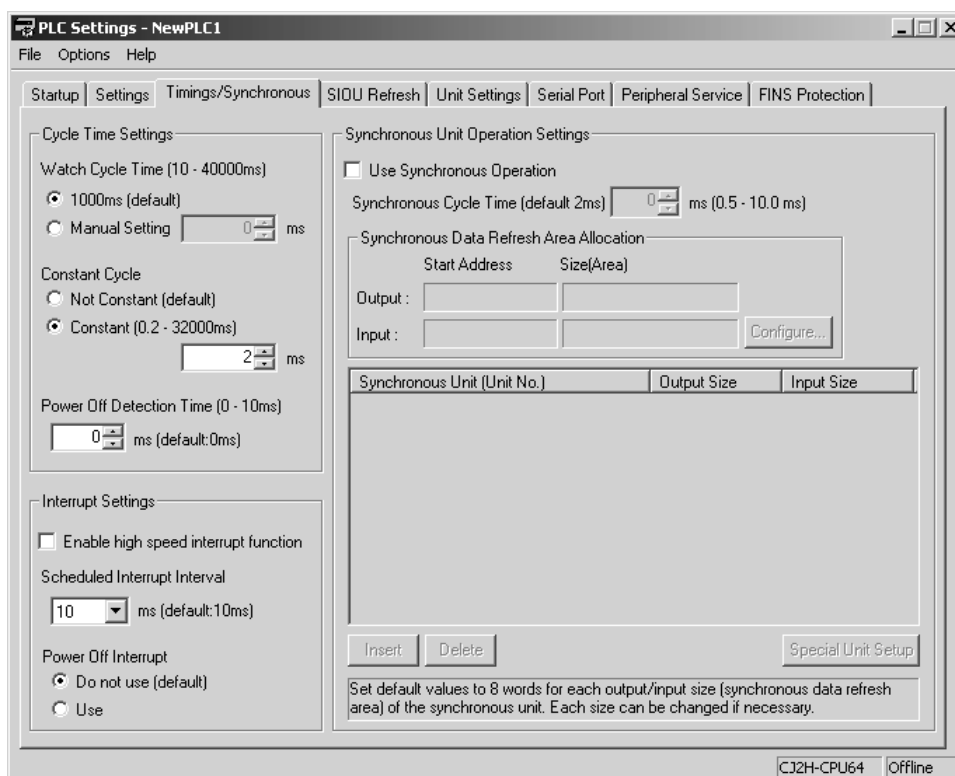 PLC Settings - NewPLC1
File Options Help
Startup Settings Timings/Synchronous SIOU Refresh Unit Settings Serial Port Peripheral Service FINS Protection
Cycle Time Settings
Watch Cycle Time (10 - 40000ms)
1000ms (default)
Manual Setting 0 ms
Constant Cycle
Not Constant (default)
Constant (0.2 - 32000ms)
2 ms
Power Off Detection Time (0 - 10ms)
0 ms (default:0ms)
Interrupt Settings
Enable high speed interrupt function
Scheduled Interrupt Interval
10 ms (default:10ms)
Power Off Interrupt
Do not use (default)
Use
Synchronous Unit Operation Settings
Use Synchronous Operation
Synchronous Cycle Time (default 2ms) 0 ms (0.5 - 10.0 ms)
Synchronous Data Refresh Area Allocation
Start Address Size(Area)
Output :
Input : Configure...
Synchronous Unit (Unit No.) Output Size Input Size
Insert Delete Special Unit Setup
Set default values to 8 words for each output/input size (synchronous data refresh
area) of the synchronous unit. Each size can be changed if necessary.
CJ2H-CPU64 Offline